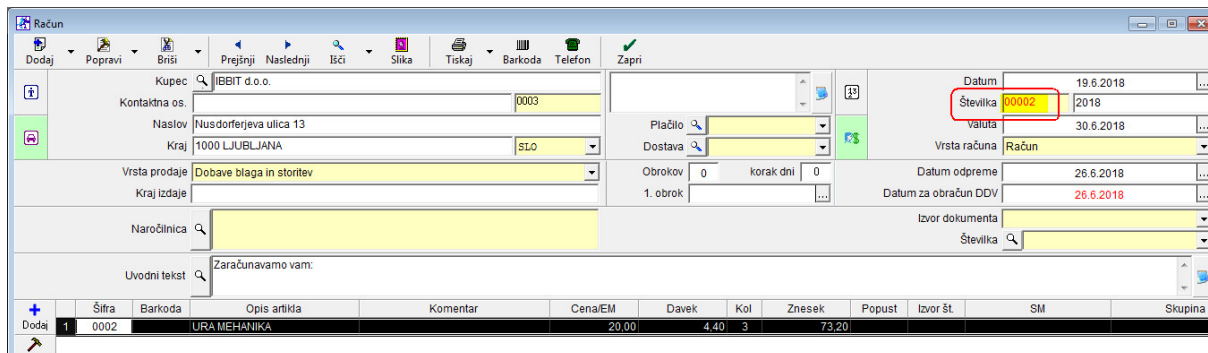 Račun
Dodaj Popravi Briši Prejšnji Naslednji Išči Slika Tiskaj Barkoda Telefon Zapri
Kupec IBBIT d.o.o. Datum 19.6.2018 ...
Kontaktna os. 0003 Številka 00002 2018
Naslov Nusdorferjeva ulica 13 Plačilo Valuta 30.6.2018 ...
Kraj 1000 LJUBLJANA SLO Dostava Vrsta računa Račun
Vrsta prodaje Dobave blaga in storitev Obrokov 0 korak dni 0 Datum odpreme 26.6.2018 ...
Kraj izdaje 1. obrok ... Datum za obračun DDV 26.6.2018 ...
Izvor dokumenta
Naročilnica
Številka
Uvodni tekst Zaračunavamo vam:
Šifra Barkoda Opis artikla Komentar Cena/EM Davek Kol Znesek Popust Izvor št. SM Skupina
Dodaj 1 0002 URA MEHANIKA 20,00 4,40 3 73,20